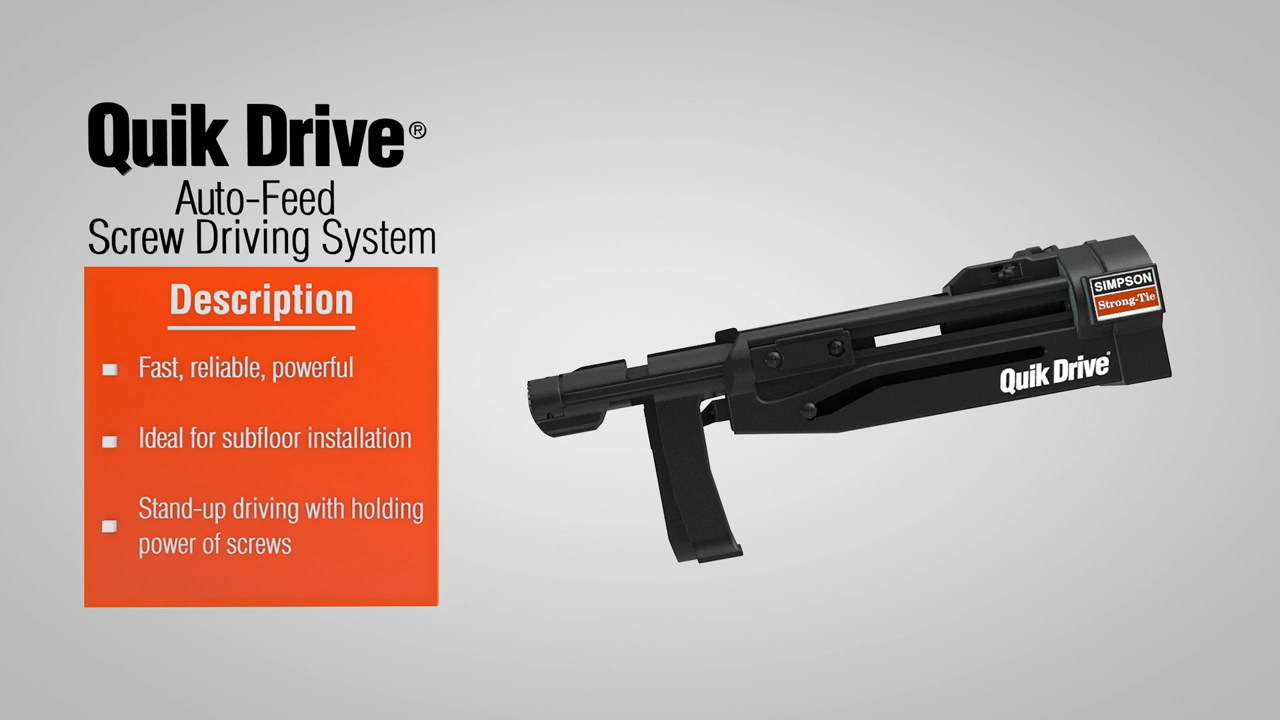 Quik Drive®
Auto-Feed
Screw Driving System
Description
Fast, reliable, powerful
Ideal for subfloor installation
Stand-up driving with holding
power of screws
SIMPSON
Strong-Tie
Quik Drive®